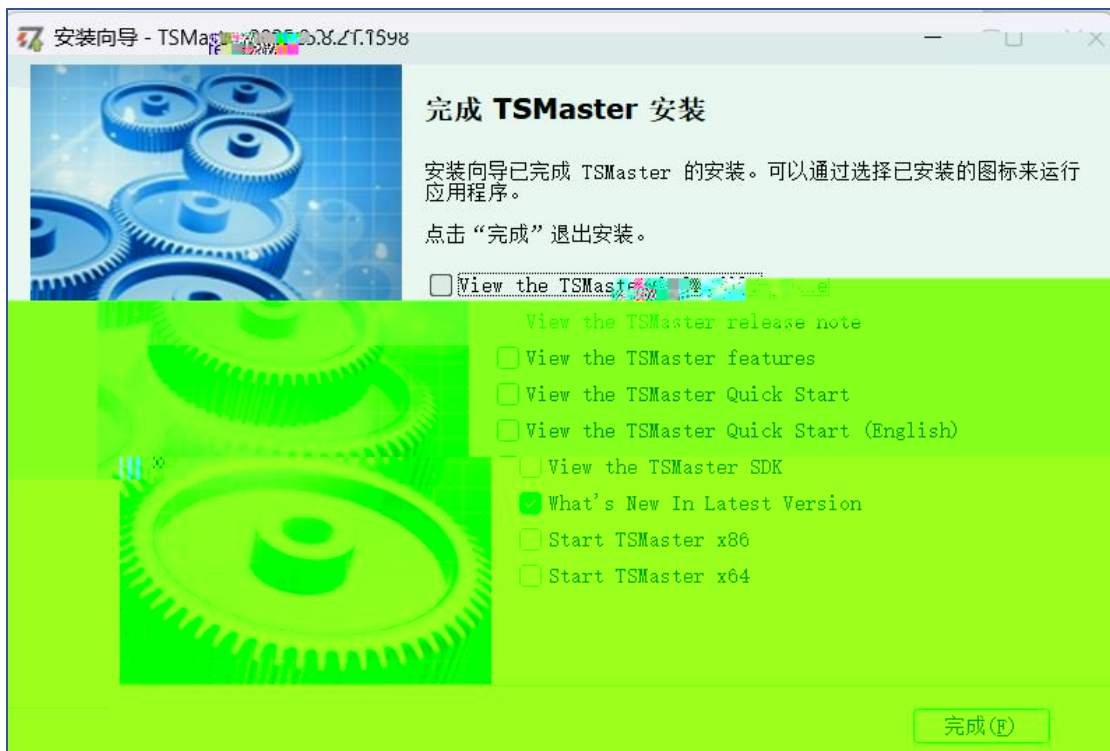 安装向导 - TSMa
完成 TSMaster 安装
安装向导已完成 TSMaster 的安装。可以通过选择已安装的图标来运行
应用程序。
点击“完成”退出安装。
View the TSMaster
View the TSMaster release note
View the TSMaster features
View the TSMaster Quick Start
View the TSMaster Quick Start (English)
View the TSMaster SDK
What's New In Latest Version
Start TSMaster x86
Start TSMaster x64
完成(F)